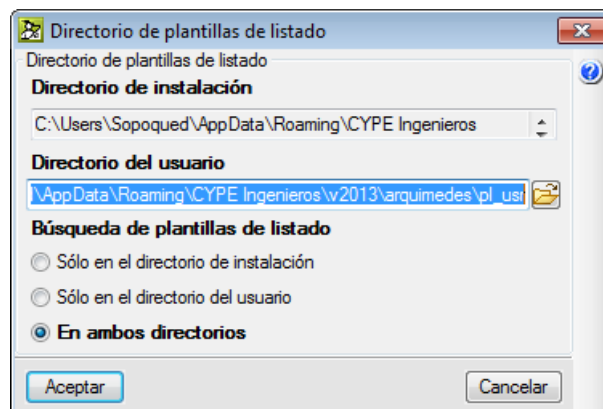 Directorio de plantillas de listado
Directorio de plantillas de listado
Directorio de instalación
C:\Users\Sopoqued\AppData\Roaming\CYPE Ingenieros
Directorio del usuario
\AppData\Roaming\CYPE Ingenieros\v2013\arquimedes\pl_usr
Búsqueda de plantillas de listado
Sólo en el directorio de instalación
Sólo en el directorio del usuario
En ambos directorios
Aceptar
Cancelar